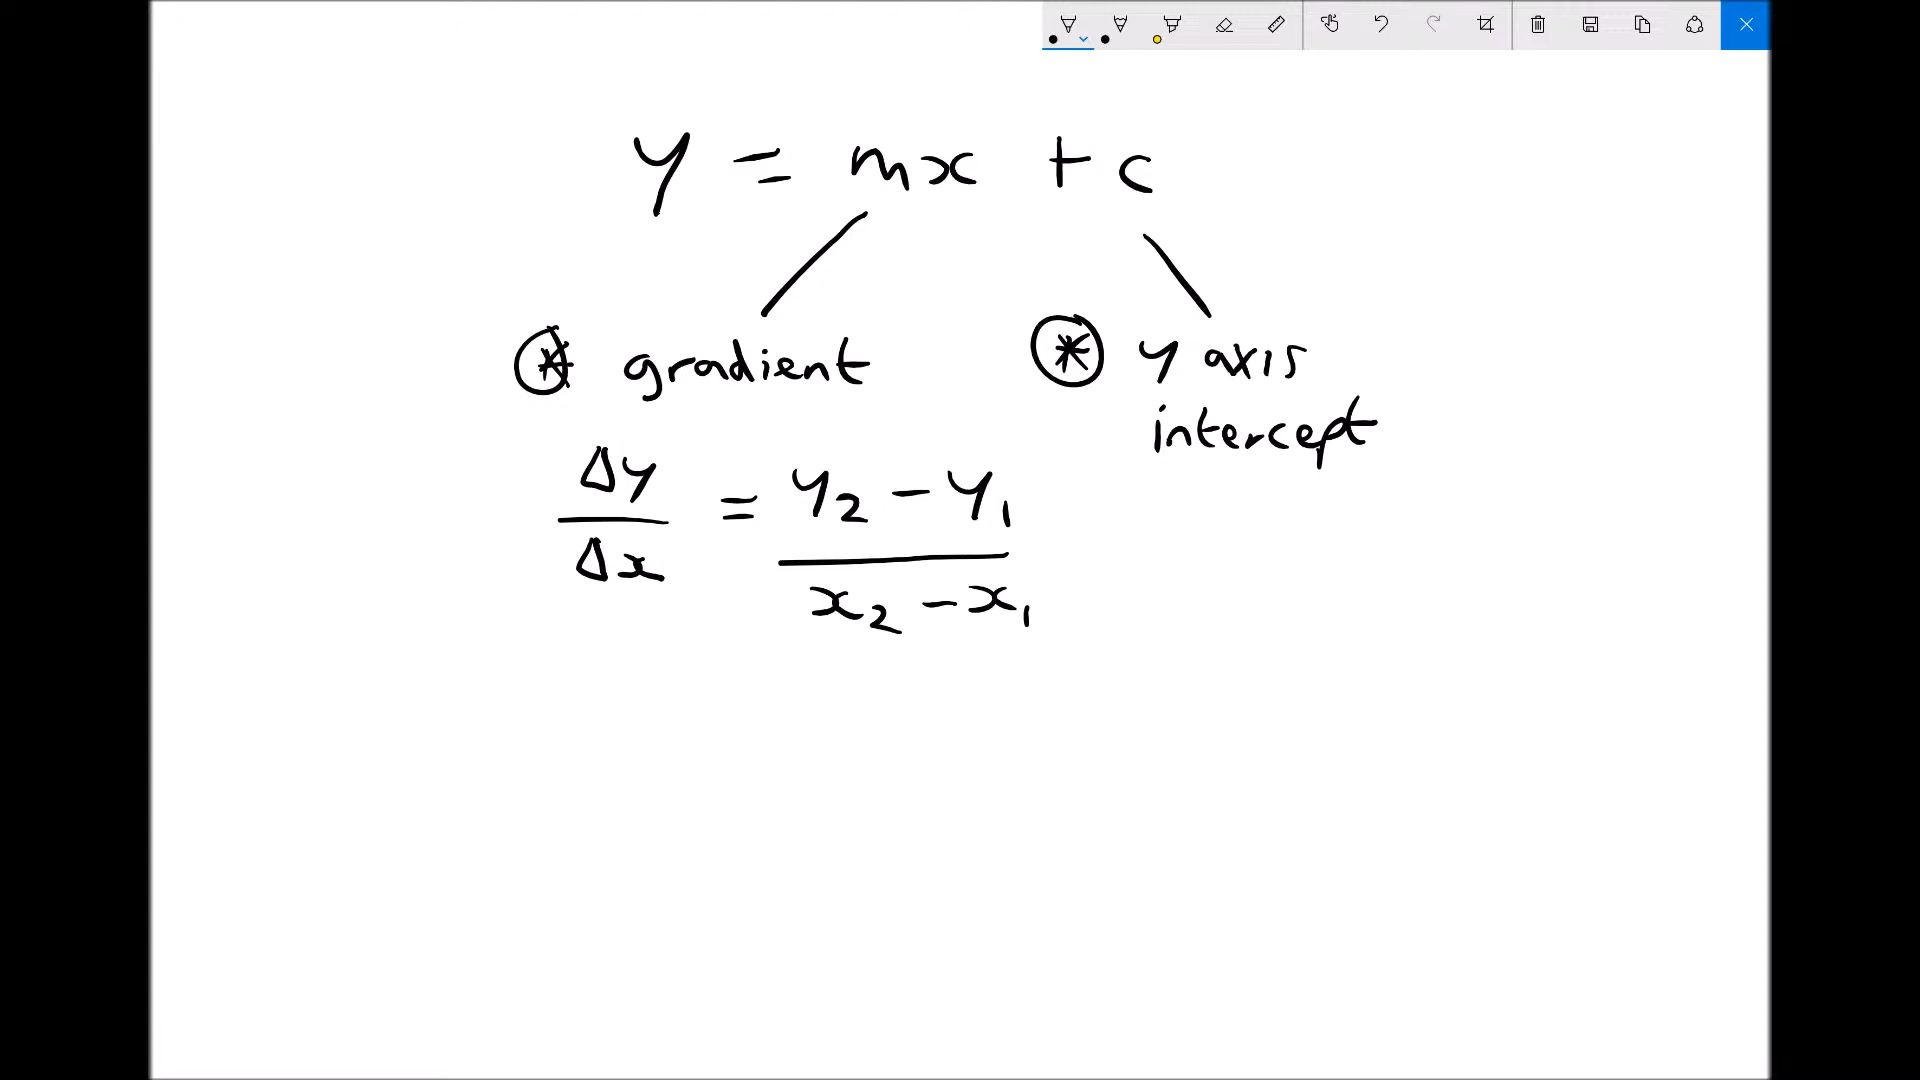 y = mx + c
* gradient
* y axis
intercept
Δy / Δx = y₂ - y₁ / x₂ - x₁